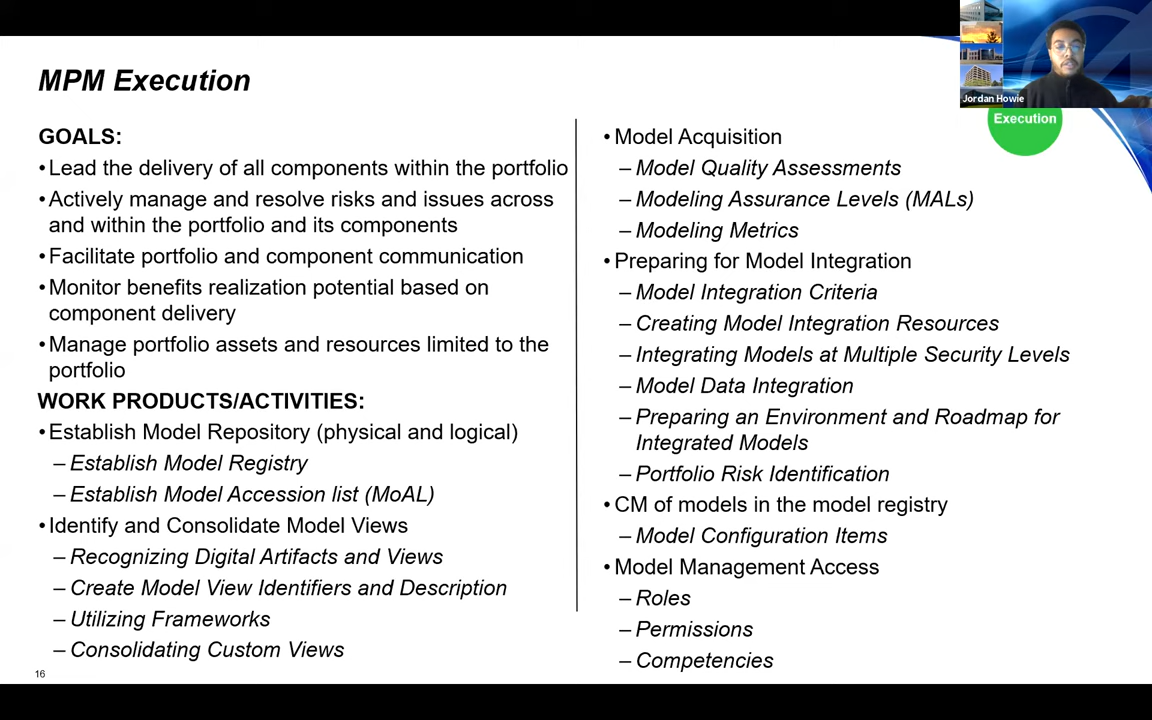 MPM Execution
GOALS:
•Lead the delivery of all components within the portfolio
•Actively manage and resolve risks and issues across
and within the portfolio and its components
•Facilitate portfolio and component communication
•Monitor benefits realization potential based on
component delivery
•Manage portfolio assets and resources limited to the
portfolio
WORK PRODUCTS/ACTIVITIES:
•Establish Model Repository (physical and logical)
– Establish Model Registry
– Establish Model Accession list (MoAL)
•Identify and Consolidate Model Views
– Recognizing Digital Artifacts and Views
– Create Model View Identifiers and Description
– Utilizing Frameworks
– Consolidating Custom Views
16
•Model Acquisition
– Model Quality Assessments
– Modeling Assurance Levels (MALs)
– Modeling Metrics
•Preparing for Model Integration
– Model Integration Criteria
– Creating Model Integration Resources
– Integrating Models at Multiple Security Levels
– Model Data Integration
– Preparing an Environment and Roadmap for
Integrated Models
– Portfolio Risk Identification
•CM of models in the model registry
– Model Configuration Items
•Model Management Access
– Roles
– Permissions
– Competencies
Jordan Howie
Execution